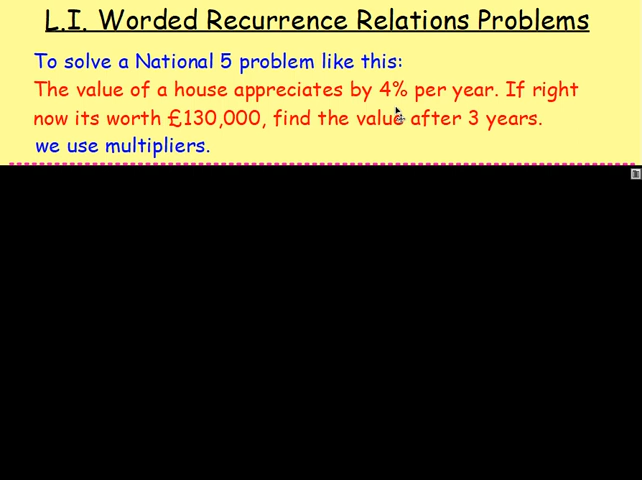 L.I. Worded Recurrence Relations Problems
To solve a National 5 problem like this:
The value of a house appreciates by 4% per year. If right
now its worth £130,000, find the value after 3 years.
we use multipliers.